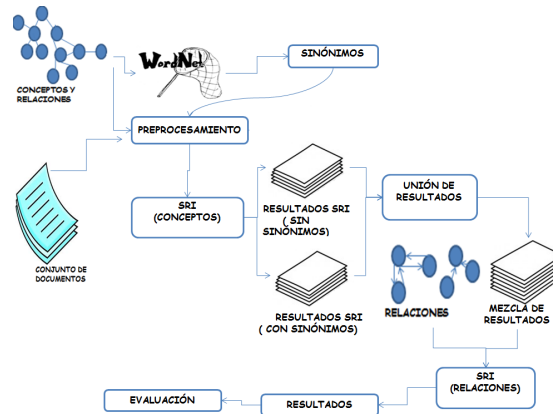 SINÓNIMOS
WordNet
CONCEPTOS Y
RELACIONES
PREPROCESAMIENTO
SRI
(CONCEPTOS)
RESULTADOS SRI
( SIN
SINÓNIMOS)
UNIÓN DE
RESULTADOS
CONJUNTO DE
DOCUMENTOS
RESULTADOS SRI
( CON SINÓNIMOS)
RELACIONES
MEZCLA DE
RESULTADOS
SRI
(RELACIONES)
RESULTADOS
EVALUACIÓN